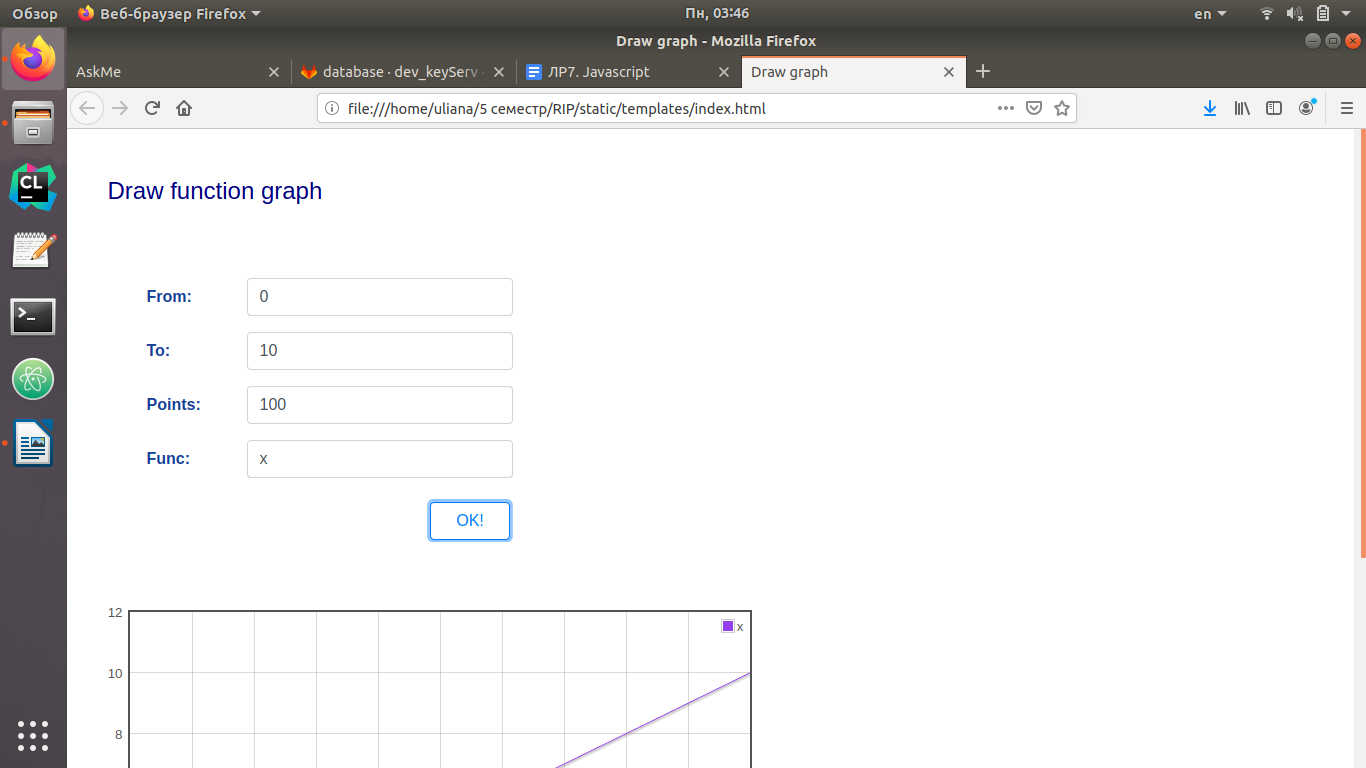 Обзор Веб-браузер Firefox Пн, 03:46 en
Draw graph - Mozilla Firefox
AskMe database · dev_keyServ ЛР7. Javascript Draw graph
file:///home/uliana/5 семестр/RIP/static/templates/index.html
CL
>_
Draw function graph
From: 0
To: 10
Points: 100
Func: x
OK!
12
x
10
8